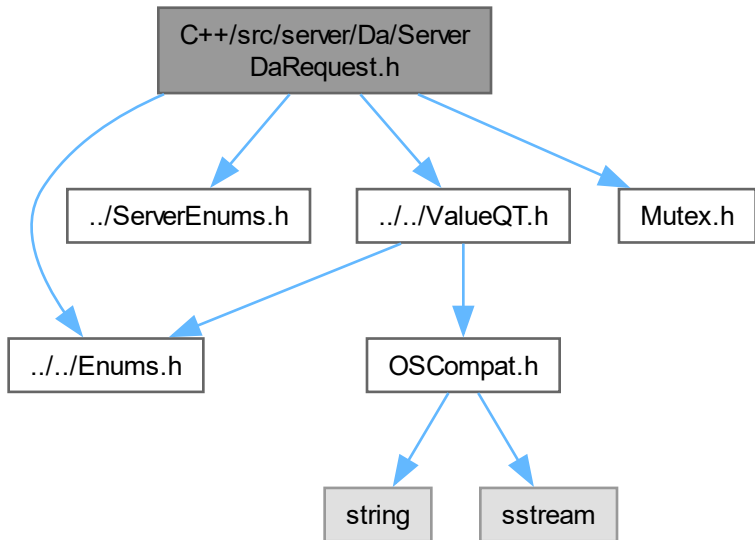 C++/src/server/Da/Server
DaRequest.h
../ServerEnums.h
../../ValueQT.h
Mutex.h
../../Enums.h
OSCompat.h
string
sstream